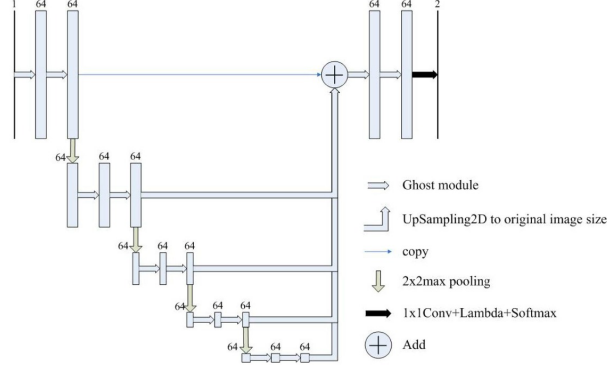 1 64 64 64 64 2
64 64 64
64 64 64
64 64 64
64 64 64
Ghost module
UpSampling2D to original image size
copy
2x2max pooling
1x1Conv+Lambda+Softmax
Add